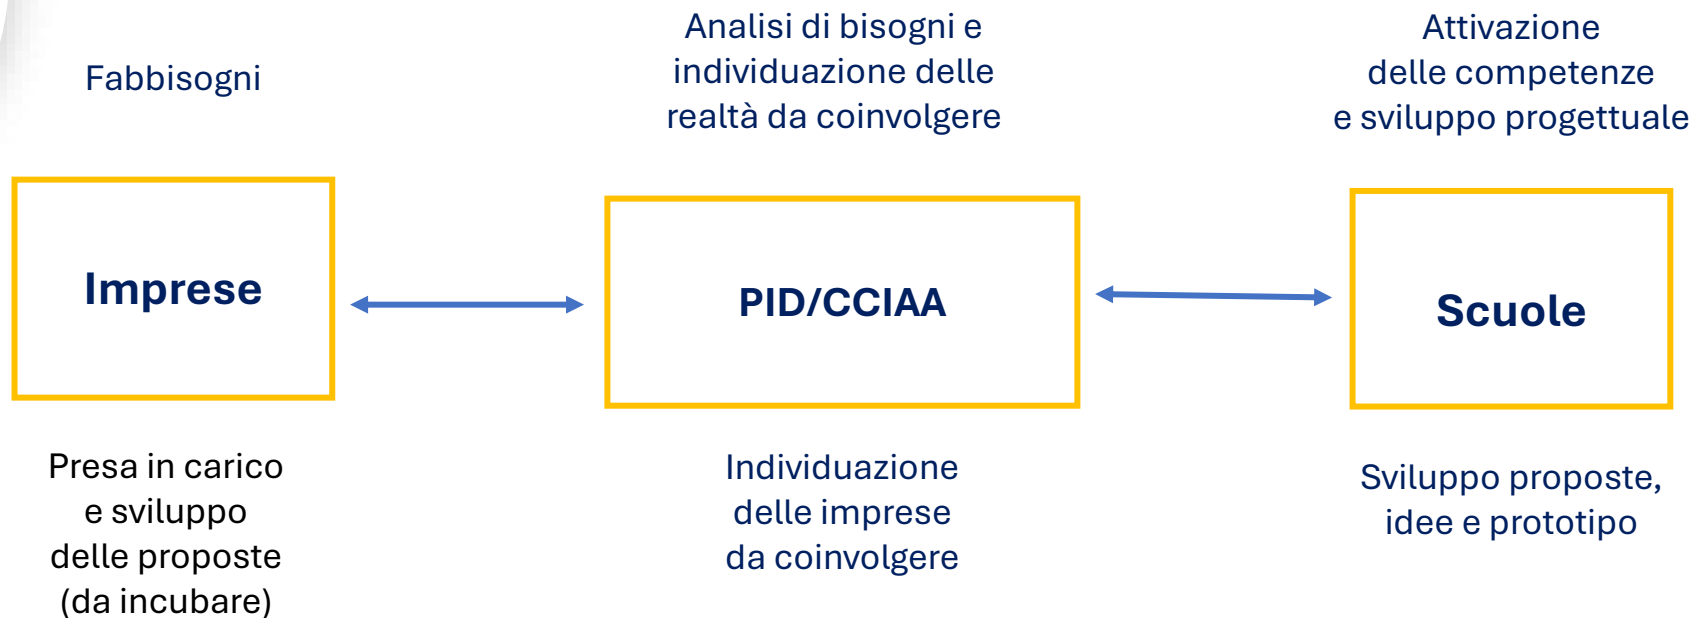 Fabbisogni
Analisi di bisogni e
individuazione delle
realtà da coinvolgere
Attivazione
delle competenze
e sviluppo progettuale
Imprese
PID/CCIAA
Scuole
Presa in carico
e sviluppo
delle proposte
(da incubare)
Individuazione
delle imprese
da coinvolgere
Sviluppo proposte,
idee e prototipo